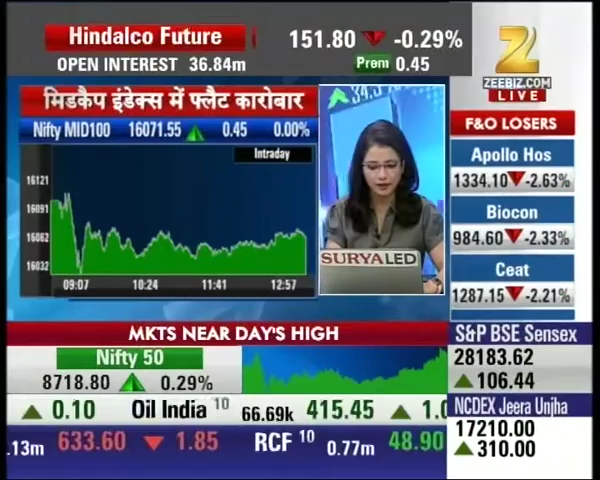 Hindalco Future
151.80 -0.29%
OPEN INTEREST 36.84m
Prem 0.45
Z
ZEEBIZ.COM
LIVE
मिडकैप इंडेक्स में फ्लैट कारोबार
Nifty MID100 16071.55 0.45 0.00%
Intraday
16121
16091
16062
16032
09:07 10:24 11:41 12:57
SURYA LED
F&O LOSERS
Apollo Hos
1334.10 -2.63%
Biocon
984.60 -2.33%
Ceat
1287.15 -2.21%
MKTS NEAR DAY'S HIGH
Nifty 50
8718.80 0.29%
S&P BSE Sensex
28183.62
106.44
NCDEX Jeera Unjha
17210.00
310.00
0.10 Oil India 10 66.69k 415.45 1.0
.13m 633.60 1.85 RCF 10 0.77m 48.90